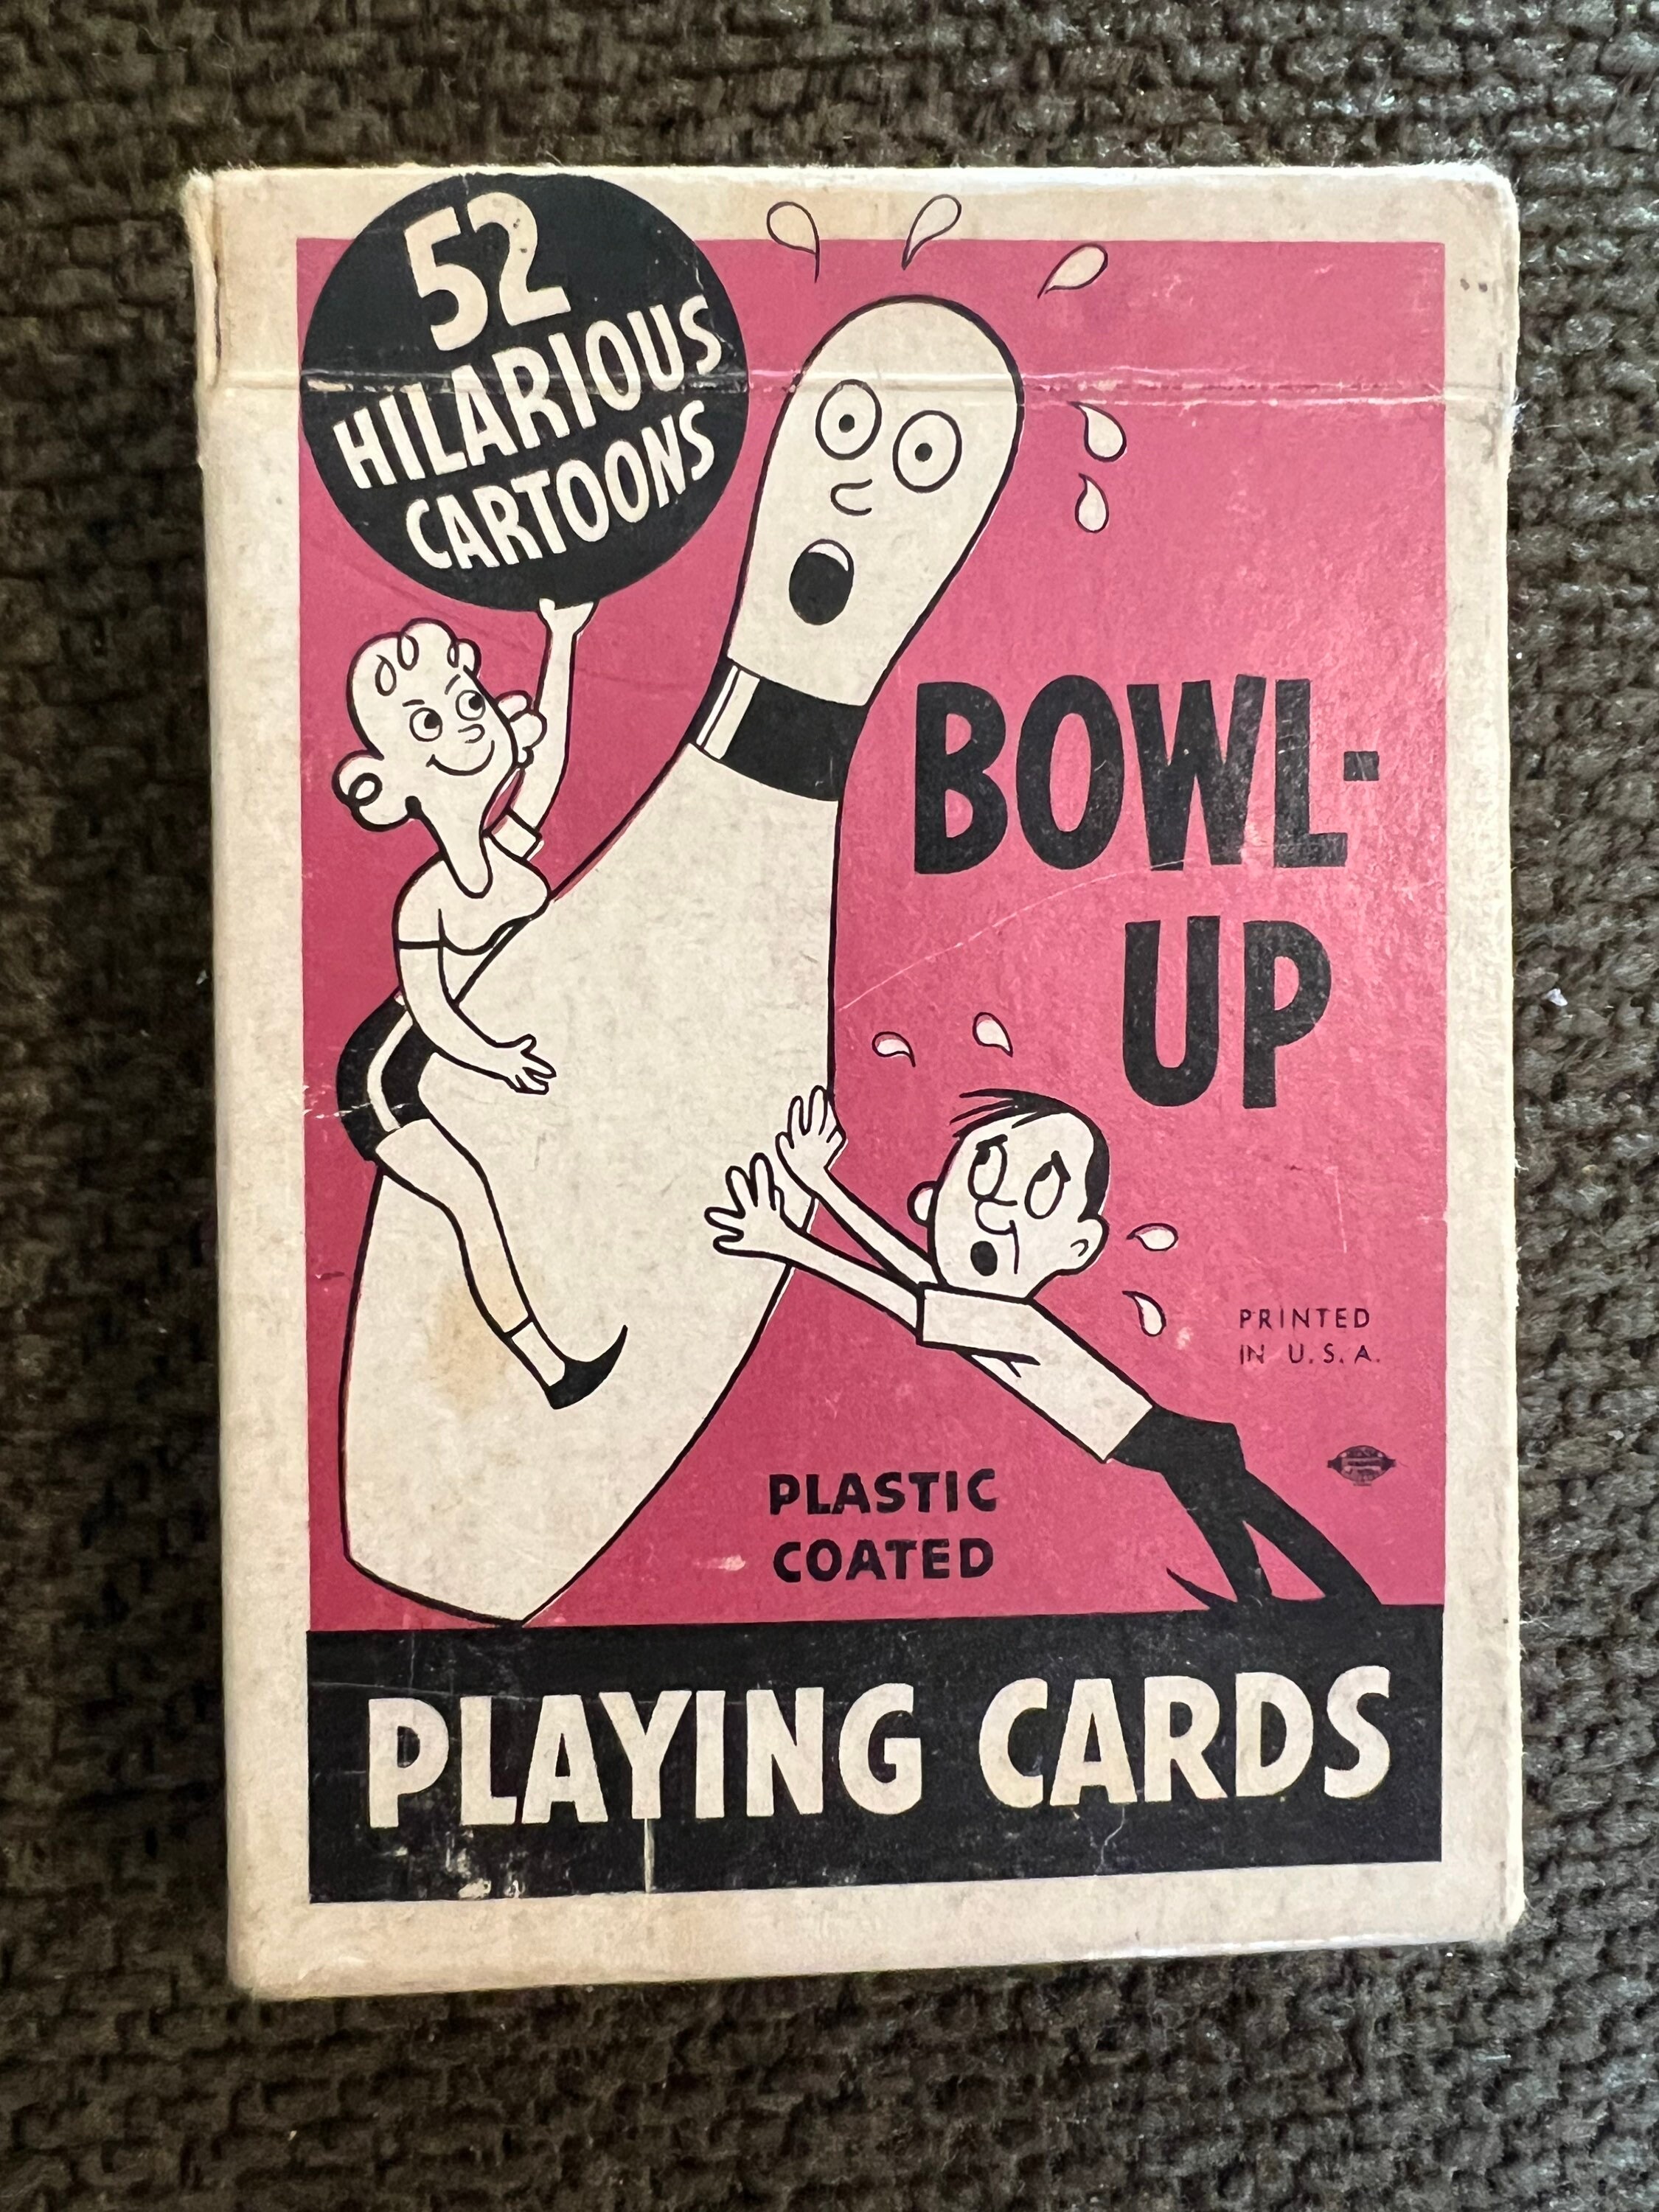 52
HILARIOUS
CARTOONS
BOWL-
UP
PRINTED
IN U.S.A.
PLASTIC
COATED
PLAYING CARDS